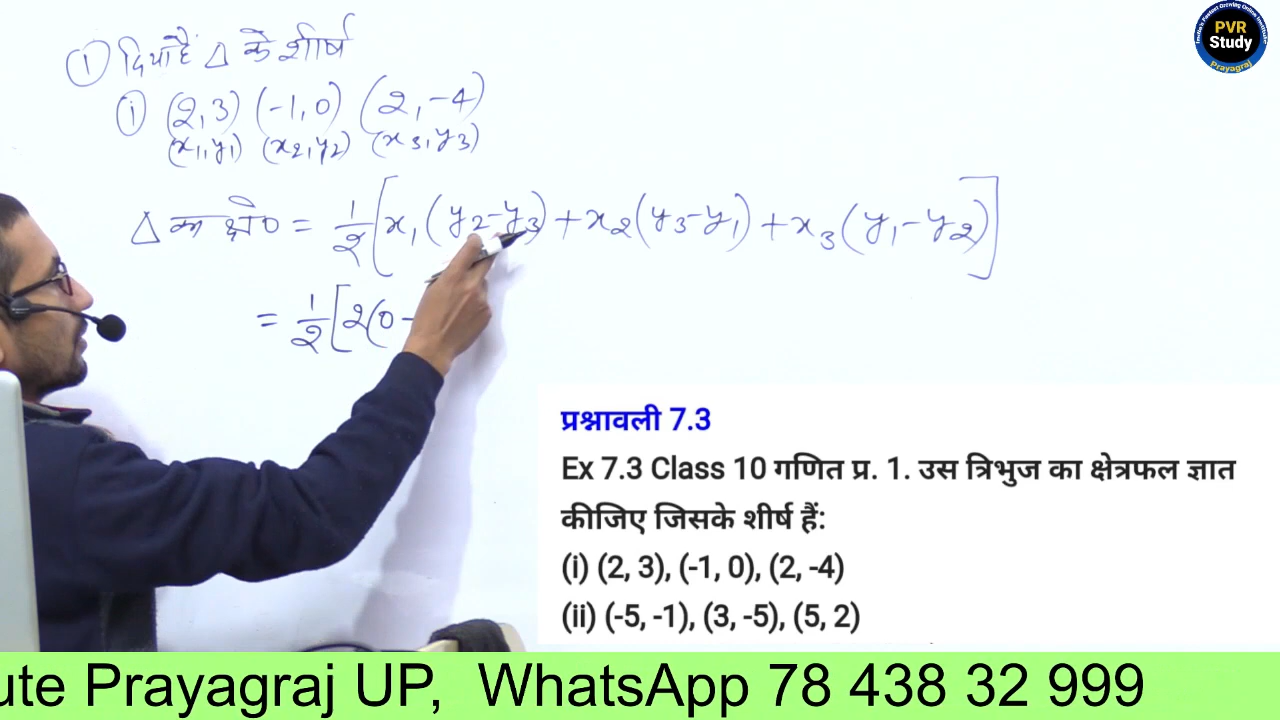 ① दिया है Δ के शीर्ष
ⓘ (2,3) (-1,0) (2,-4)
(x₁,y₁) (x₂,y₂) (x₃,y₃)
Δ का क्षे० = 1/2 [x₁(y₂-y₃)+x₂(y₃-y₁)+x₃(y₁-y₂)]
= 1/2 [2(0-
PVR
Study
Prayagraj
प्रश्नावली 7.3
Ex 7.3 Class 10 गणित प्र. 1. उस त्रिभुज का क्षेत्रफल ज्ञात
कीजिए जिसके शीर्ष हैं:
(i) (2, 3), (-1, 0), (2, -4)
(ii) (-5, -1), (3, -5), (5, 2)
ute Prayagraj UP, WhatsApp 78 438 32 999